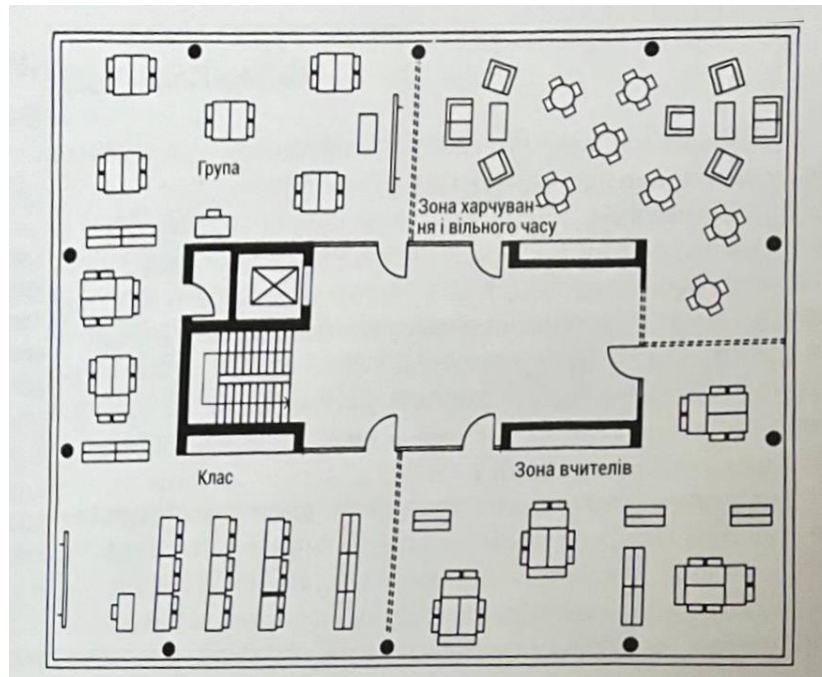 Група
Зона харчуван-
ня і вільного часу
Клас
Зона вчителів